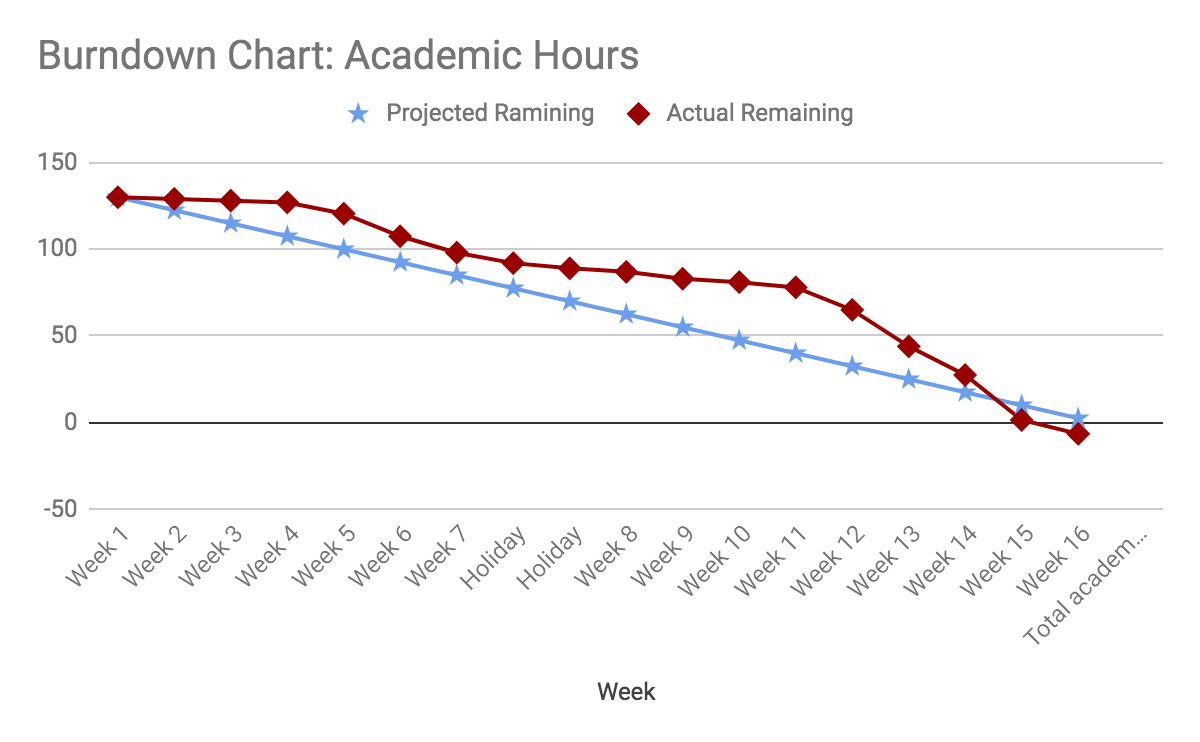 Burndown Chart: Academic Hours
Projected Ramining
Actual Remaining
150
100
50
0
-50
Week 1
Week 2
Week 3
Week 4
Week 5
Week 6
Week 7
Holiday
Holiday
Week 8
Week 9
Week 10
Week 11
Week 12
Week 13
Week 14
Week 15
Week 16
Total academ...
Week